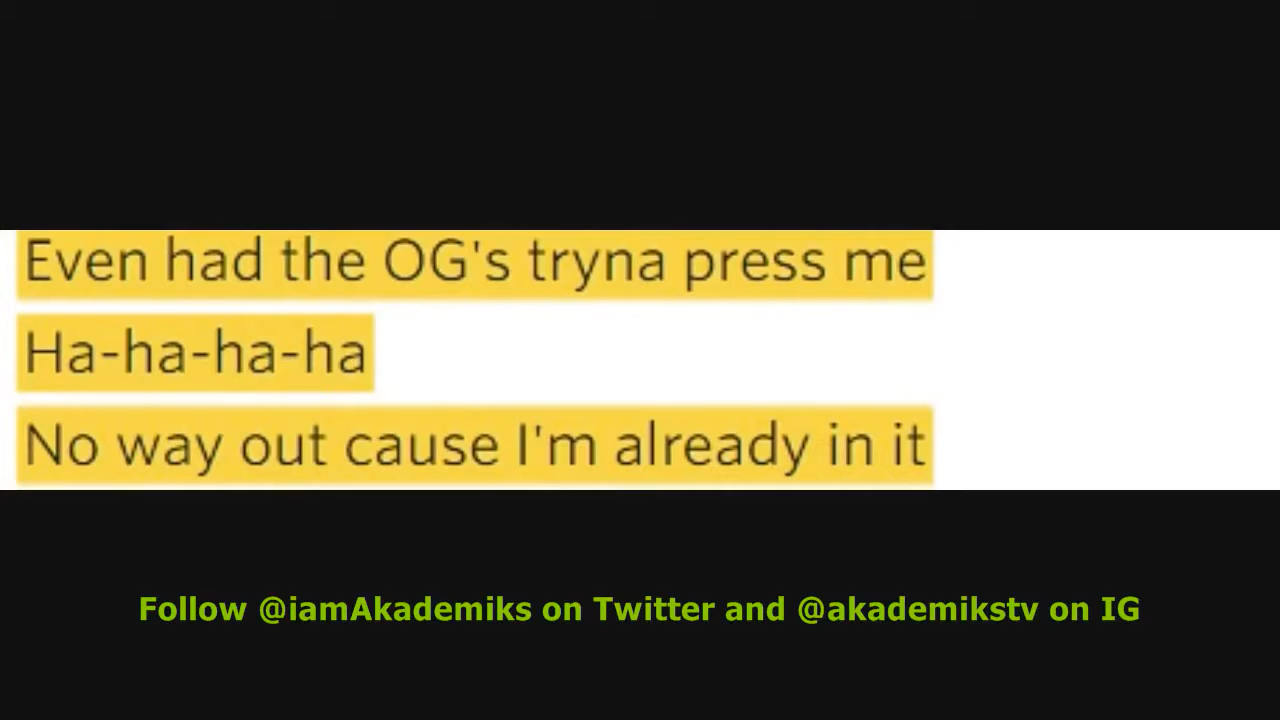 Even had the OG's tryna press me
Ha-ha-ha-ha
No way out cause I'm already in it
Follow @iamAkademiks on Twitter and @akademikstv on IG